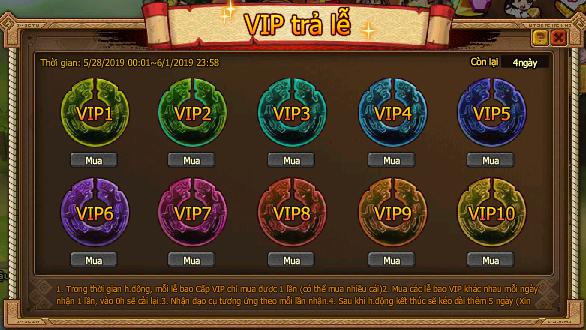 VIP trả lễ
Thời gian: 5/28/2019 00:01~6/1/2019 23:58
Còn lại 4ngày
VIP1 VIP2 VIP3 VIP4 VIP5
Mua Mua Mua Mua Mua
VIP6 VIP7 VIP8 VIP9 VIP10
Mua Mua Mua Mua Mua
1. Trong thời gian h.động, mỗi lễ bao Cấp VIP chỉ mua được 1 lần (có thể mua nhiều cái)2. Mua các lễ bao VIP khác nhau mỗi ngày
nhận 1 lần, vào 0h sẽ cài lại.3. Nhận đạo cụ tương ứng theo mỗi lần nhận.4. Sau khi h.động kết thúc sẽ kéo dài thêm 5 ngày (Xin